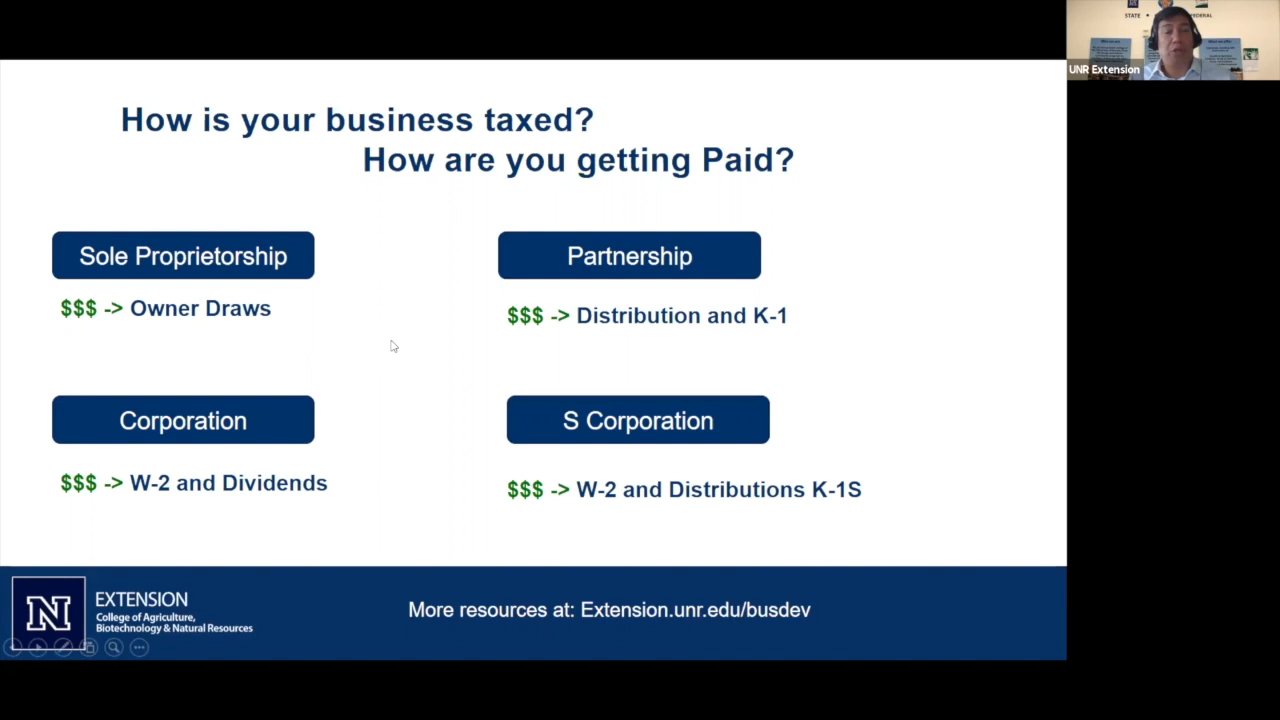 STATE
UNR Extension
How is your business taxed?
How are you getting Paid?
Sole Proprietorship
$$$ -> Owner Draws
Partnership
$$$ -> Distribution and K-1
Corporation
$$$ -> W-2 and Dividends
S Corporation
$$$ -> W-2 and Distributions K-1S
N
EXTENSION
College of Agriculture,
Biotechnology & Natural Resources
More resources at: Extension.unr.edu/busdev